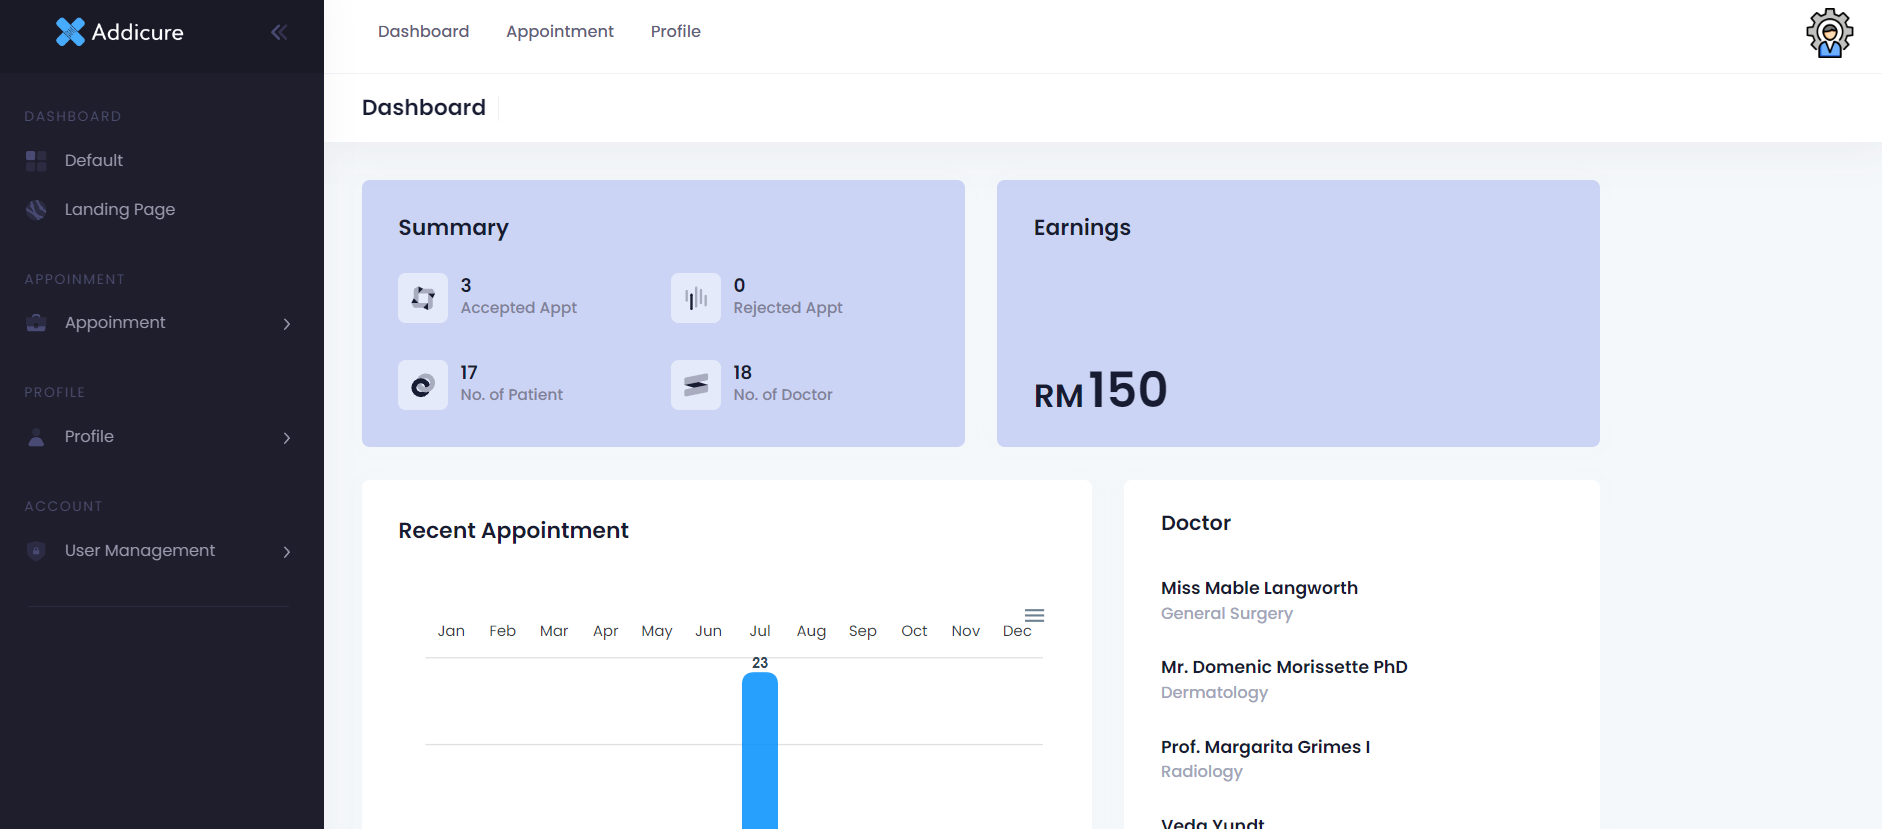 Addicure
Dashboard
Appointment
Profile
DASHBOARD
Default
Landing Page
APPOINMENT
Appoinment
PROFILE
Profile
ACCOUNT
User Management
Dashboard
Summary
3
Accepted Appt
0
Rejected Appt
17
No. of Patient
18
No. of Doctor
Earnings
RM 150
Recent Appointment
Jan Feb Mar Apr May Jun Jul Aug Sep Oct Nov Dec
23
Doctor
Miss Mable Langworth
General Surgery
Mr. Domenic Morissette PhD
Dermatology
Prof. Margarita Grimes I
Radiology
Veda Yundt